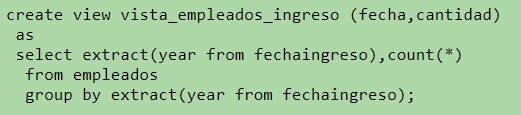 create view vista_empleados_ingreso (fecha,cantidad)
as
select extract(year from fechaingreso),count(*)
from empleados
group by extract(year from fechaingreso);